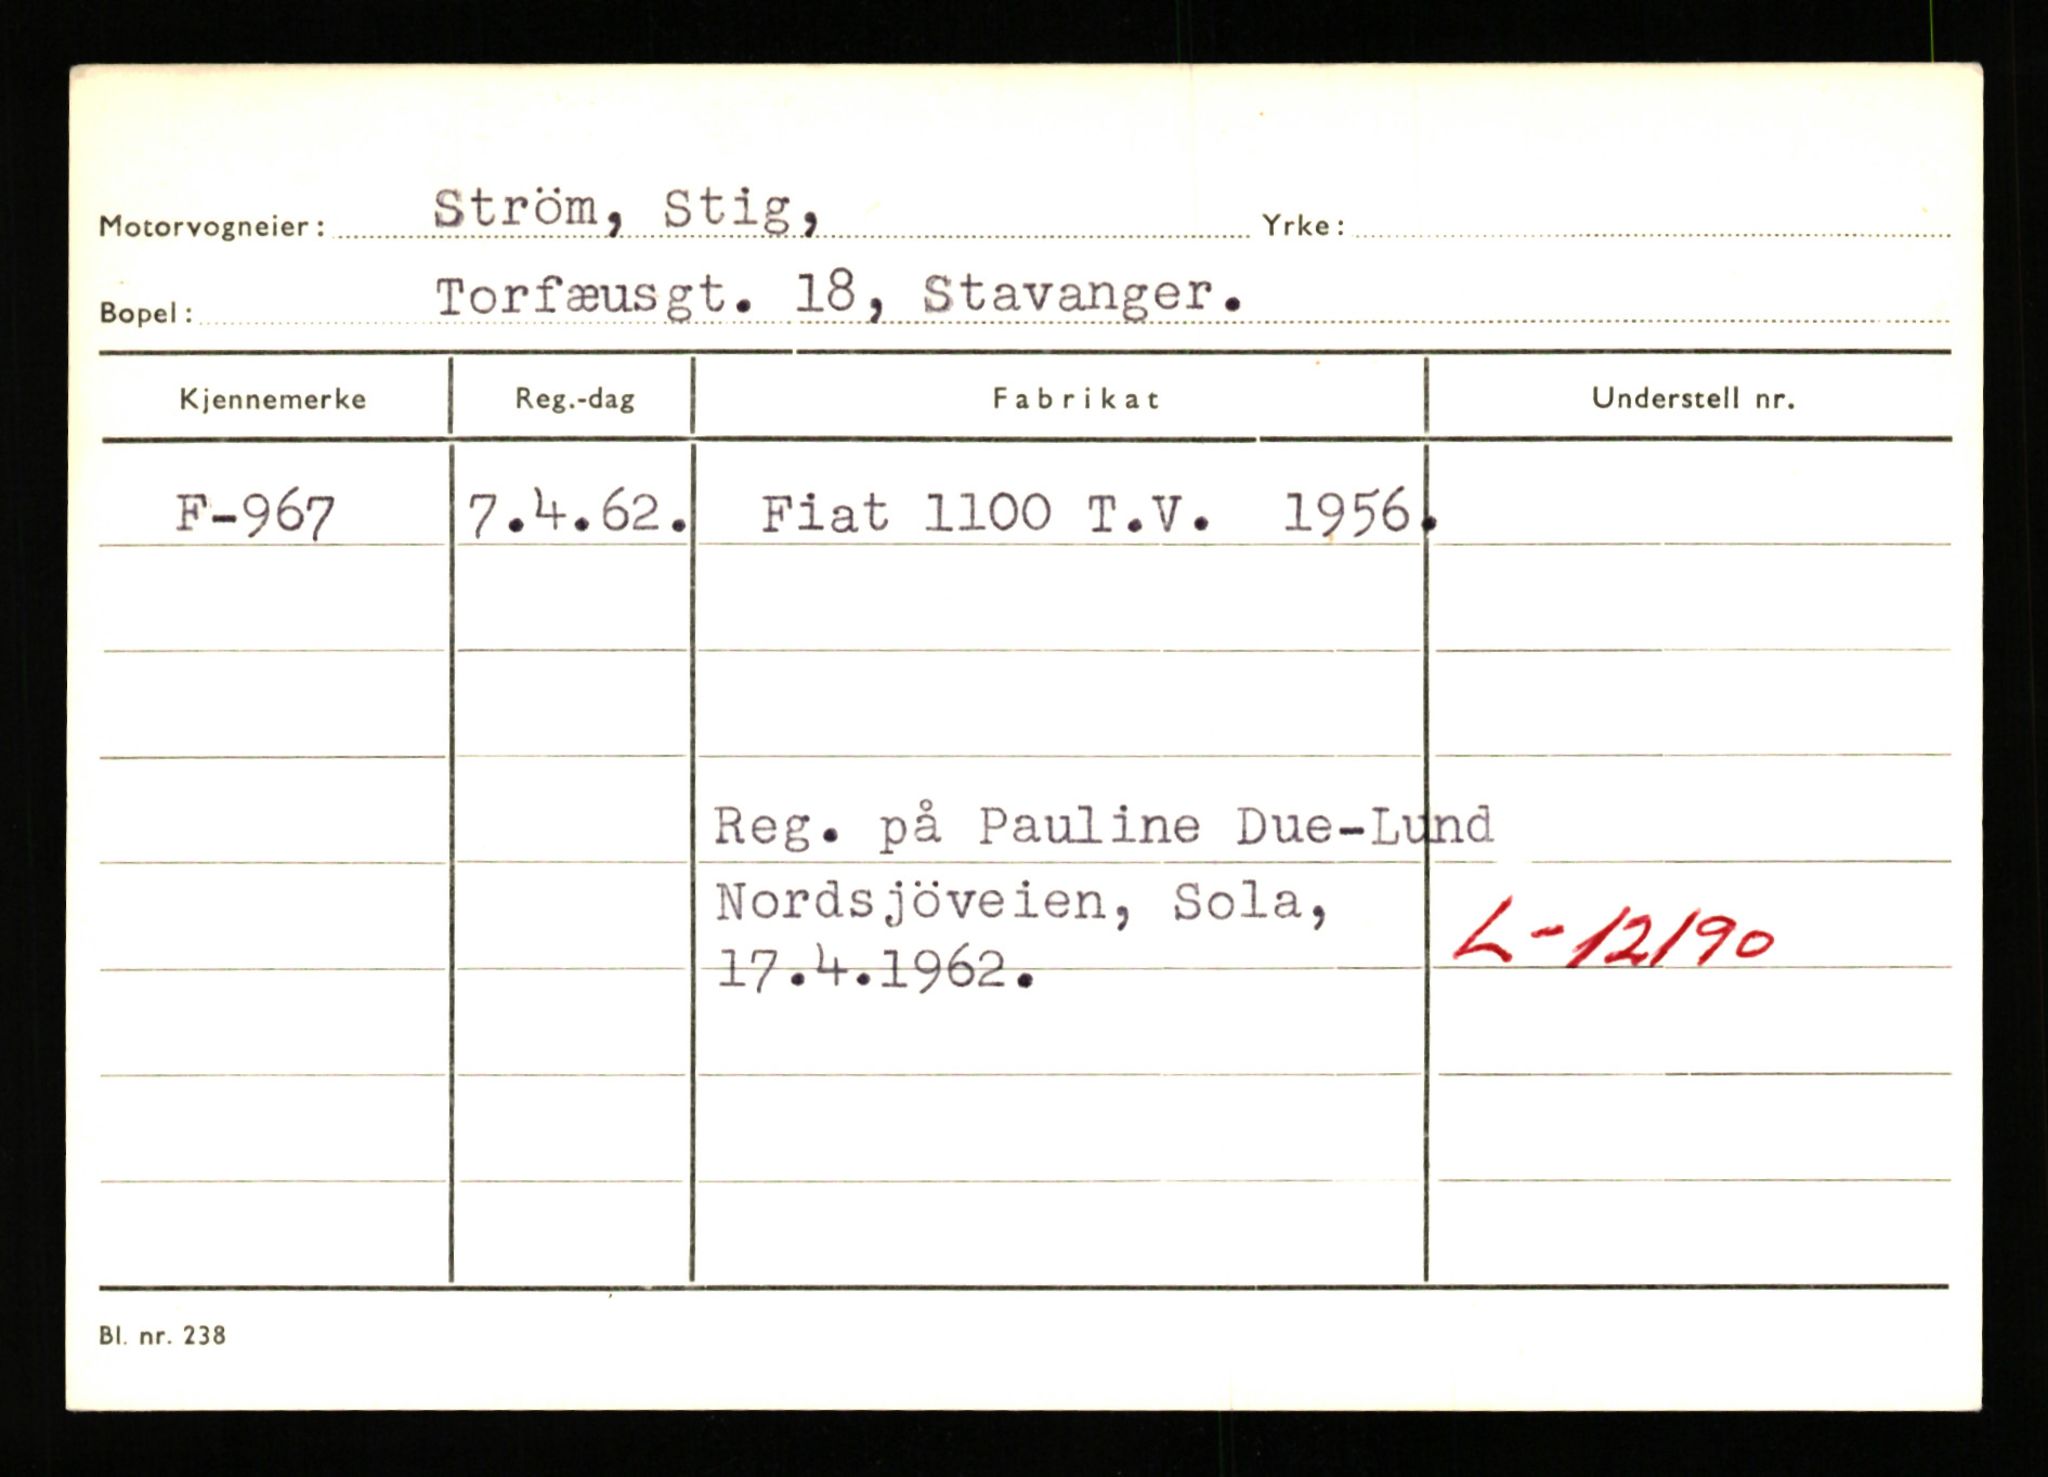 Motorvogneier: Ström, Stig, Yrke:
Bopel: Torfæusgt. 18, Stavanger.
Kjennemerke Reg.-dag Fabrikat Understell nr.
F-967 7.4.62. Fiat 1100 T.V. 1956.
Reg. på Pauline Due-Lund
Nordsjöveien, Sola,
L-12190
17.4.1962.
Bl. nr. 238